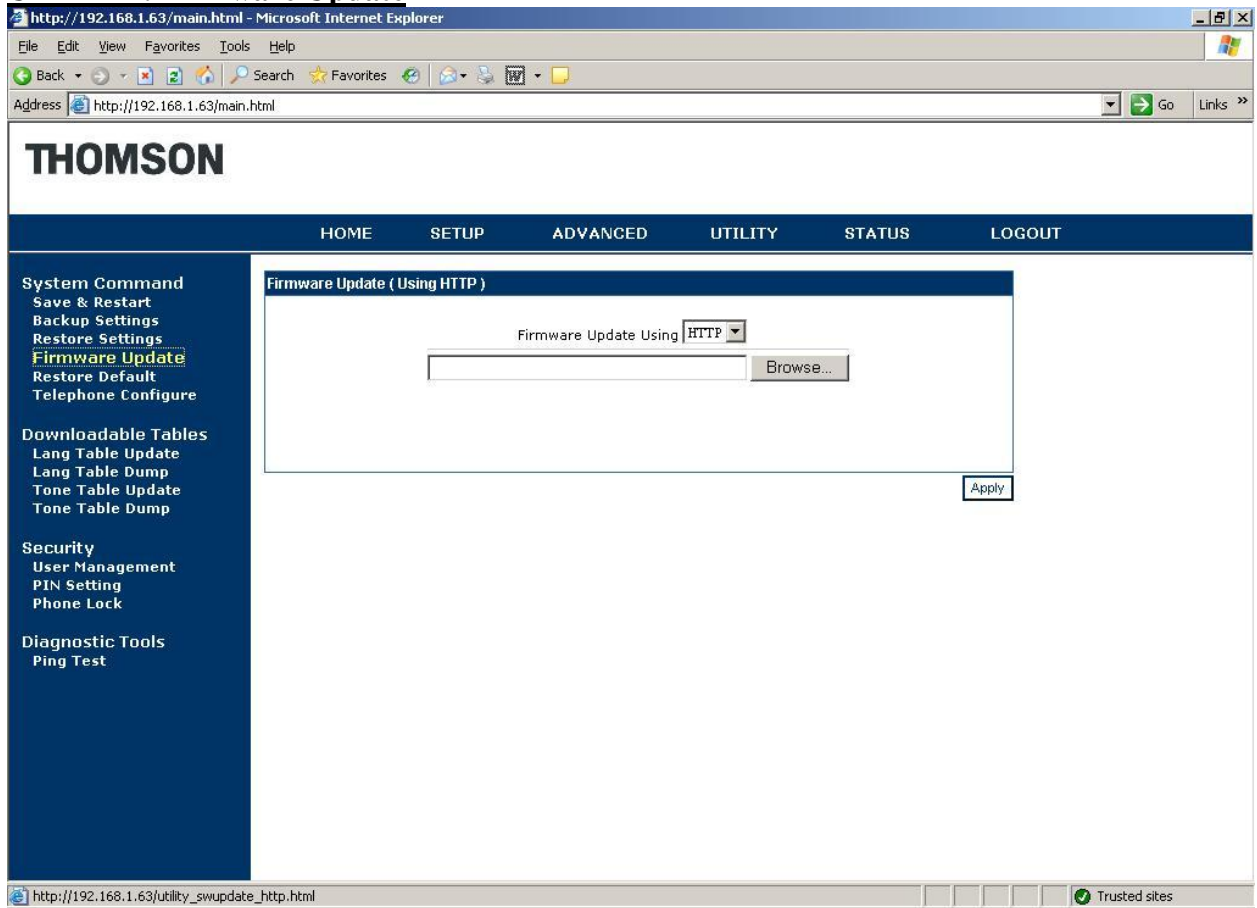 Update
http://192.168.1.63/main.html - Microsoft Internet Explorer
File Edit View Favorites Tools Help
Back Search Favorites
Address http://192.168.1.63/main.html Go Links »
THOMSON
HOME SETUP ADVANCED UTILITY STATUS LOGOUT
System Command
Save & Restart
Backup Settings
Restore Settings
Firmware Update
Restore Default
Telephone Configure
Downloadable Tables
Lang Table Update
Lang Table Dump
Tone Table Update
Tone Table Dump
Security
User Management
PIN Setting
Phone Lock
Diagnostic Tools
Ping Test
Firmware Update ( Using HTTP )
Firmware Update Using HTTP
Browse...
Apply
http://192.168.1.63/utility_swupdate_http.html Trusted sites